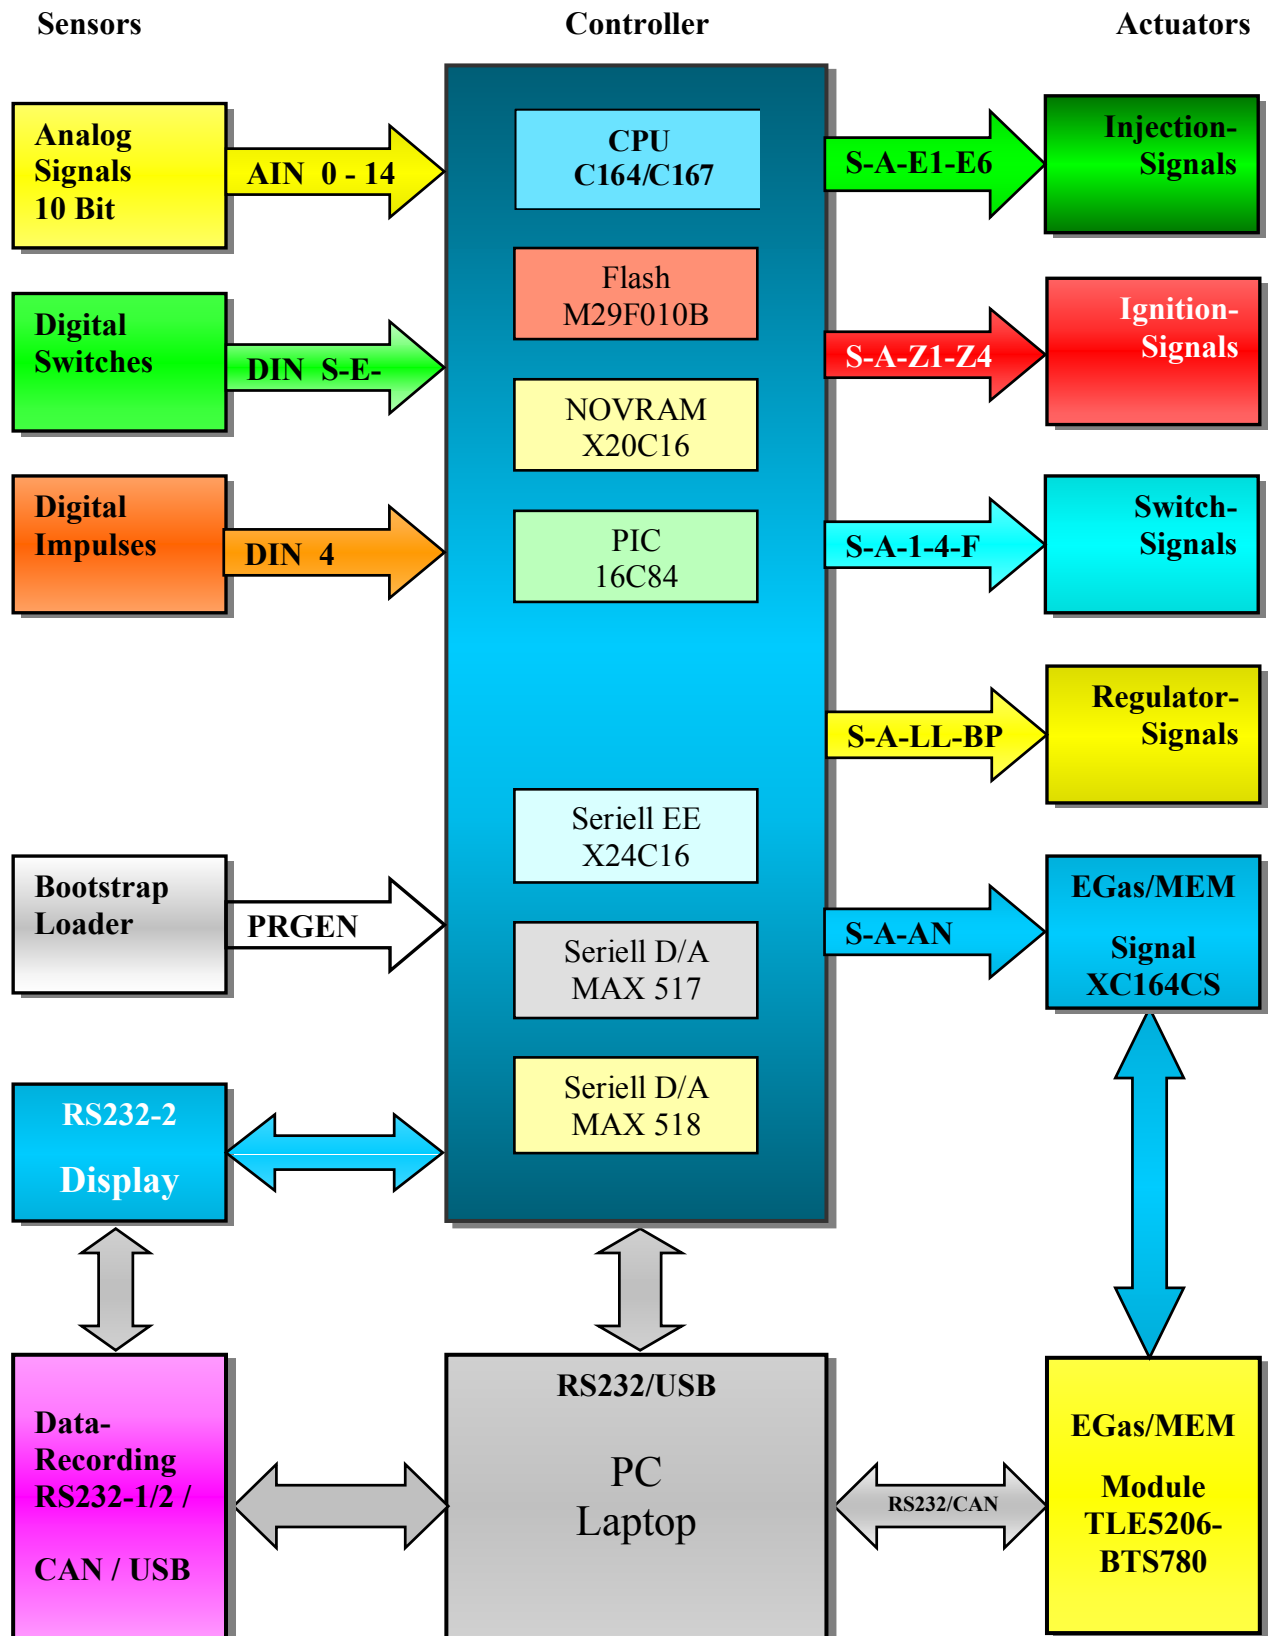 Sensors
Controller
Actuators
Analog
Signals
10 Bit
AIN 0 - 14
Digital
Switches
DIN S-E-
Digital
Impulses
DIN 4
Bootstrap
Loader
PRGEN
RS232-2
Display
Data-
Recording
RS232-1/2 /
CAN / USB
CPU
C164/C167
Flash
M29F010B
NOVRAM
X20C16
PIC
16C84
Seriell EE
X24C16
Seriell D/A
MAX 517
Seriell D/A
MAX 518
RS232/USB
PC
Laptop
S-A-E1-E6
Injection-
Signals
S-A-Z1-Z4
Ignition-
Signals
S-A-1-4-F
Switch-
Signals
S-A-LL-BP
Regulator-
Signals
S-A-AN
EGas/MEM
Signal
XC164CS
RS232/CAN
EGas/MEM
Module
TLE5206-
BTS780